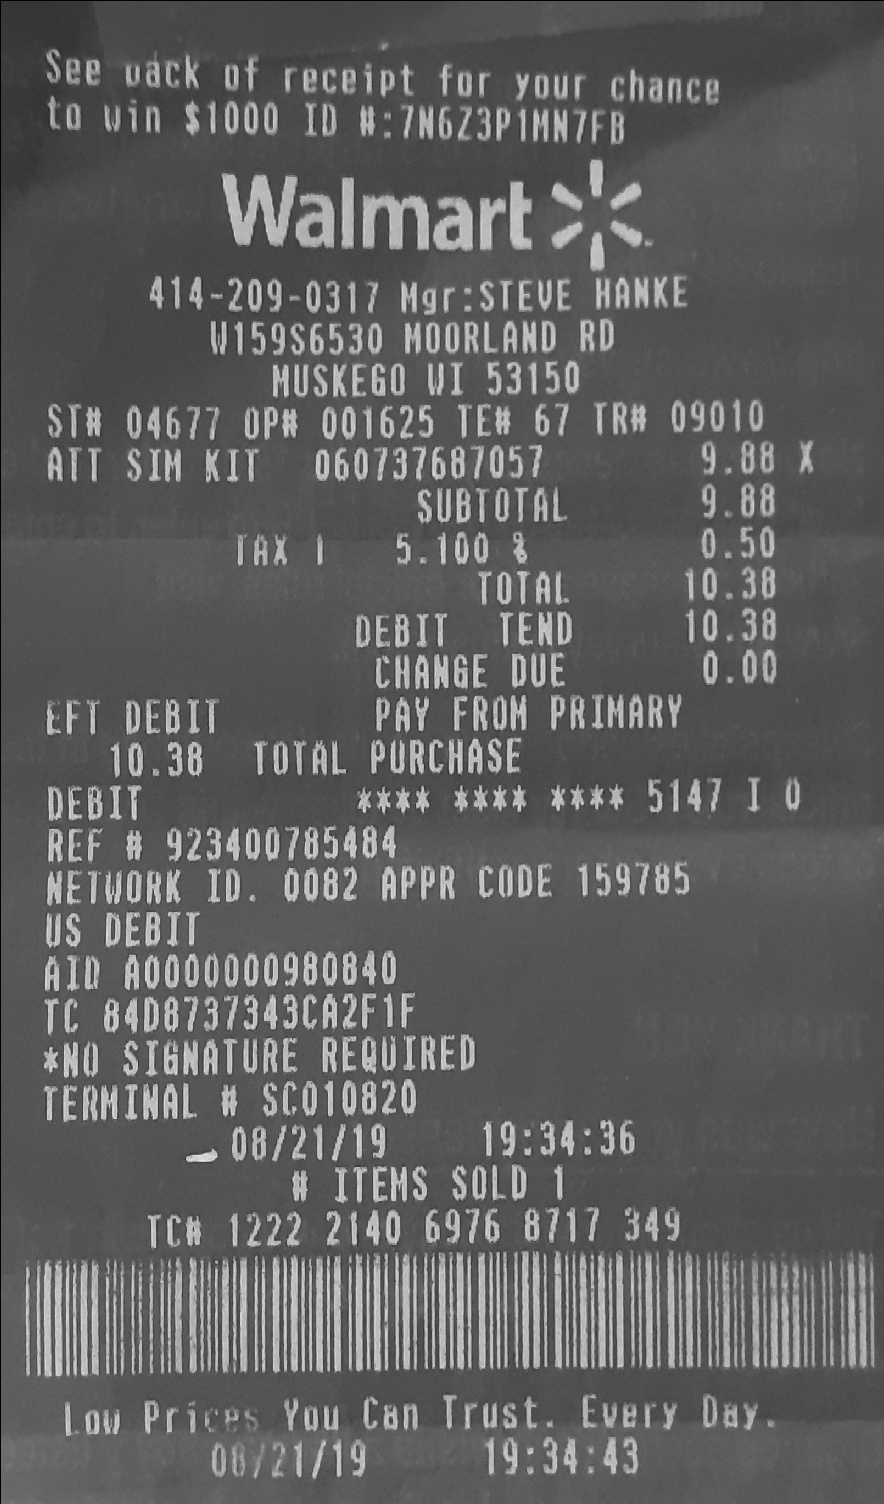 See back of receipt for your chance
to win $1000 ID #:7N6Z3P1MN7FB
Walmart
414-209-0317 Mgr:STEVE HANKE
W159S6530 MOORLAND RD
MUSKEGO WI 53150
ST# 04677 OP# 001625 TE# 67 TR# 09010
ATT SIM KIT 060737687057 9.88 X
SUBTOTAL 9.88
TAX 1 5.100 % 0.50
TOTAL 10.38
DEBIT TEND 10.38
CHANGE DUE 0.00
EFT DEBIT PAY FROM PRIMARY
10.38 TOTAL PURCHASE
DEBIT **** **** **** 5147 I 0
REF # 923400785484
NETWORK ID. 0082 APPR CODE 159785
US DEBIT
AID A0000000980840
TC 84D8737343CA2F1F
*NO SIGNATURE REQUIRED
TERMINAL # SC010820
08/21/19 19:34:36
# ITEMS SOLD 1
TC# 1222 2140 6976 8717 349
Low Prices You Can Trust. Every Day.
08/21/19 19:34:43